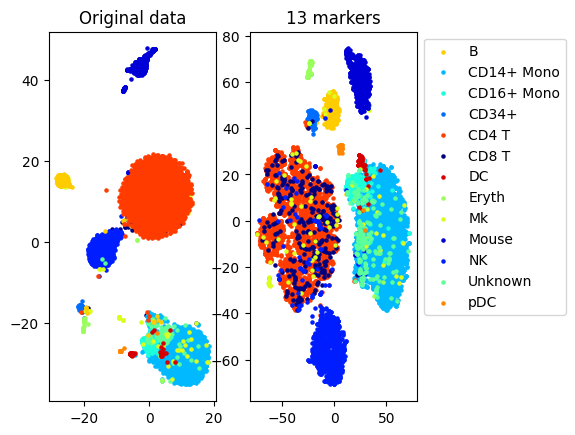 Original data
13 markers
40
20
0
−20
−20
0
20
80
60
40
20
0
−20
−40
−60
−50
0
50
B
CD14+ Mono
CD16+ Mono
CD34+
CD4 T
CD8 T
DC
Eryth
Mk
Mouse
NK
Unknown
pDC